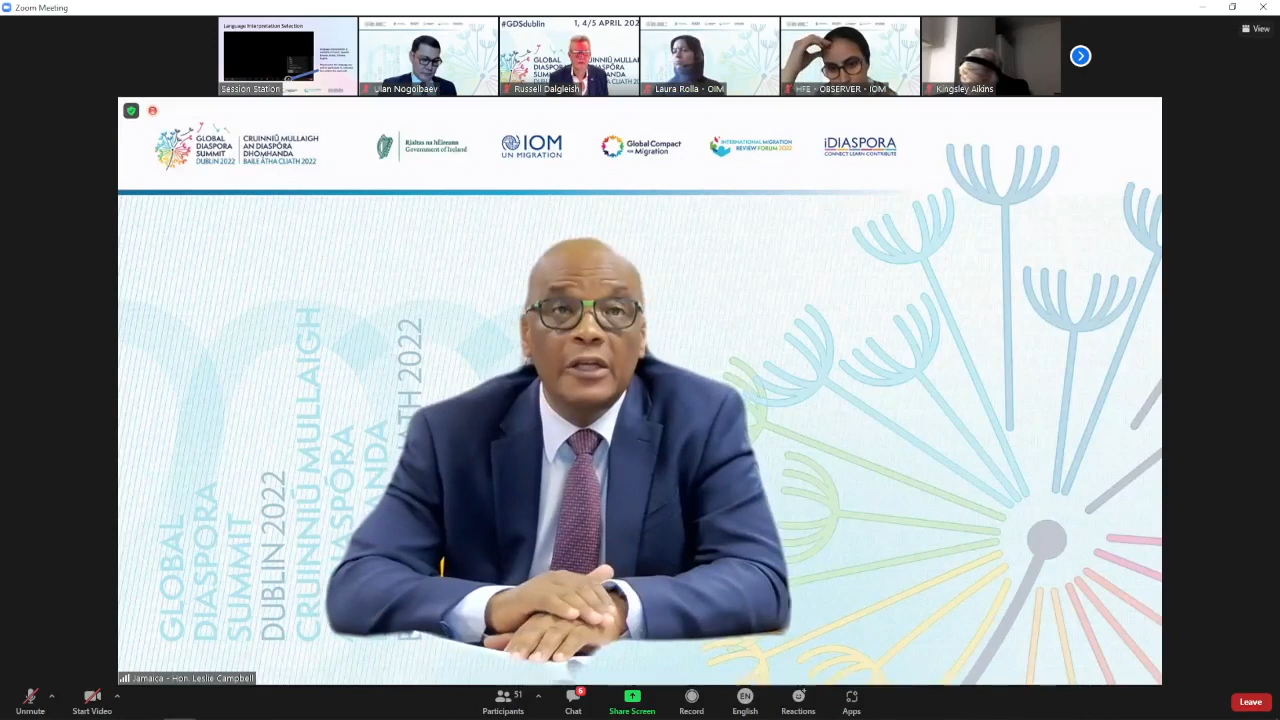 Zoom Meeting
Language Interpretation Selection
Session Station
Ulan Nogoibaev
#GDSdublin
1, 4/5 APRIL 202
GLOBAL
DIASPORA
Russell Dalgleish
Laura Rolla - OIM
HFE - OBSERVER - IOM
Kingsley Aikins
View
GLOBAL
DIASPORA
SUMMIT
DUBLIN 2022
CRUINNIÚ MULLAIGH
AN DIASPÓRA
DHOMHANDA
BAILE ÁTHA CLIATH 2022
Rialtas na hÉireann
Government of Ireland
IOM
UN MIGRATION
Global Compact
for Migration
INTERNATIONAL MIGRATION
REVIEW FORUM 2022
iDIASPORA
CONNECT LEARN CONTRIBUTE
GLOBAL
DIASPORA
SUMMIT
DUBLIN 2022
CRUINNIÚ MULLAIGH
ATH 2022
Jamaica - Hon. Leslie Campbell
Unmute
Start Video
51
Participants
6
Chat
Share Screen
Record
EN
English
Reactions
Apps
Leave